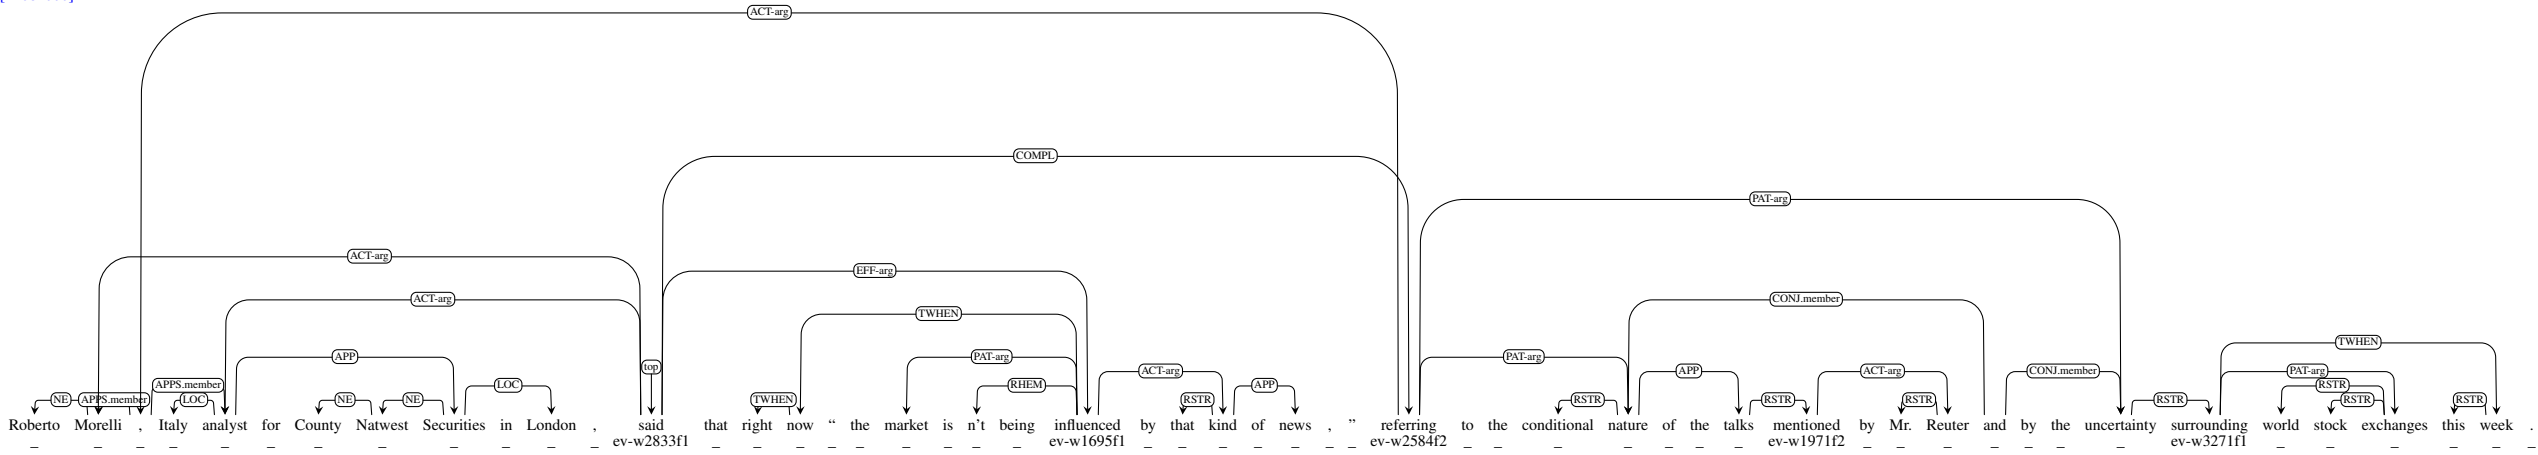 ACT-arg
COMPL
PAT-arg
ACT-arg
EFF-arg
ACT-arg CONJ.member
TWHEN
TWHEN
APP PAT-arg PAT-arg
top ACT-arg APP ACT-arg CONJ.member PAT-arg
APPS.member LOC RHEM RSTR
NE APPS.member LOC NE NE TWHEN RSTR APP RSTR RSTR RSTR RSTR RSTR RSTR
Roberto Morelli , Italy analyst for County Natwest Securities in London , said that right now “ the market is n’t being influenced by that kind of news , ” referring to the conditional nature of the talks mentioned by Mr. Reuter and by the uncertainty surrounding world stock exchanges this week .
_ _ _ _ _ _ _ _ _ _ _ ev-w2833f1 _ _ _ _ _ _ _ _ _ ev-w1695f1 _ _ _ _ _ _ _ ev-w2584f2 _ _ _ _ _ _ _ ev-w1971f2 _ _ _ _ _ _ _ ev-w3271f1 _ _ _ _ _ _